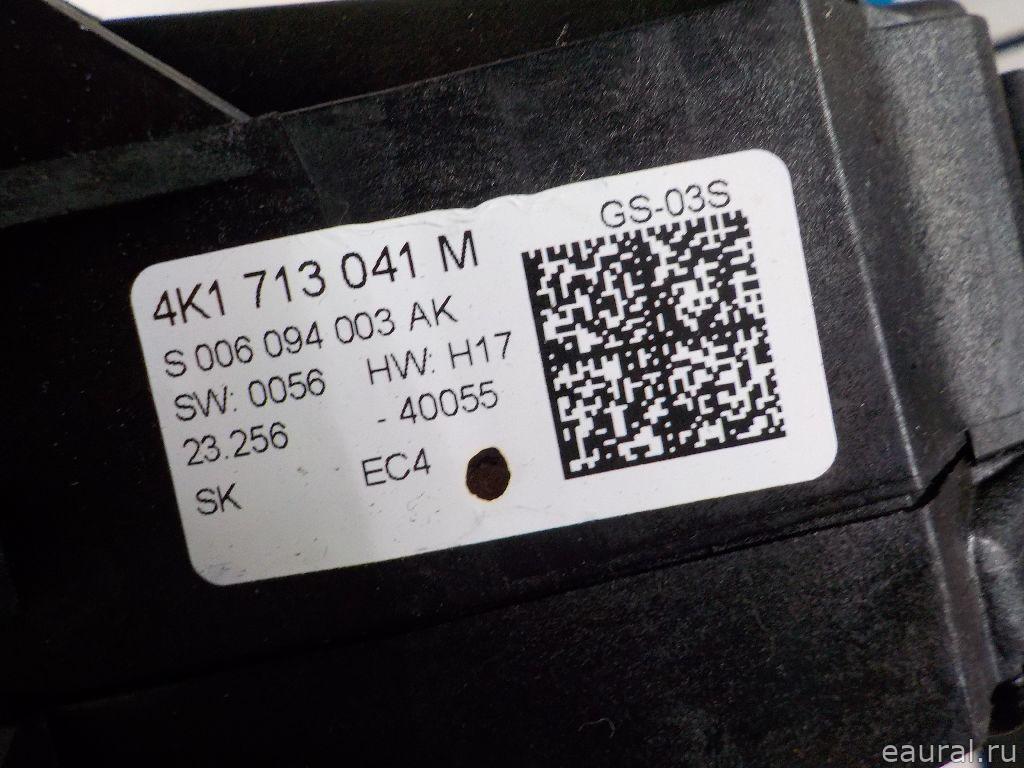 GS-03S
4K1 713 041 M
S 006 094 003 AK
SW: 0056 HW: H17
23.256 - 40055
SK EC4
eaural.ru